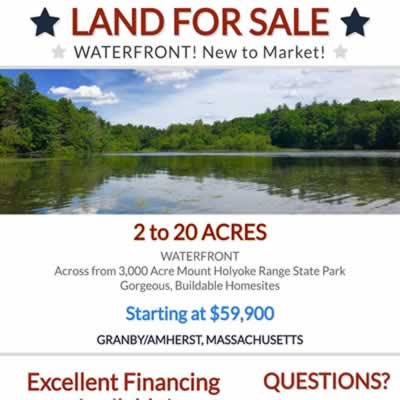 LAND FOR SALE
WATERFRONT! New to Market!
2 to 20 ACRES
WATERFRONT
Across from 3,000 Acre Mount Holyoke Range State Park
Gorgeous, Buildable Homesites
Starting at $59,900
GRANBY/AMHERST, MASSACHUSETTS
Excellent Financing
QUESTIONS?